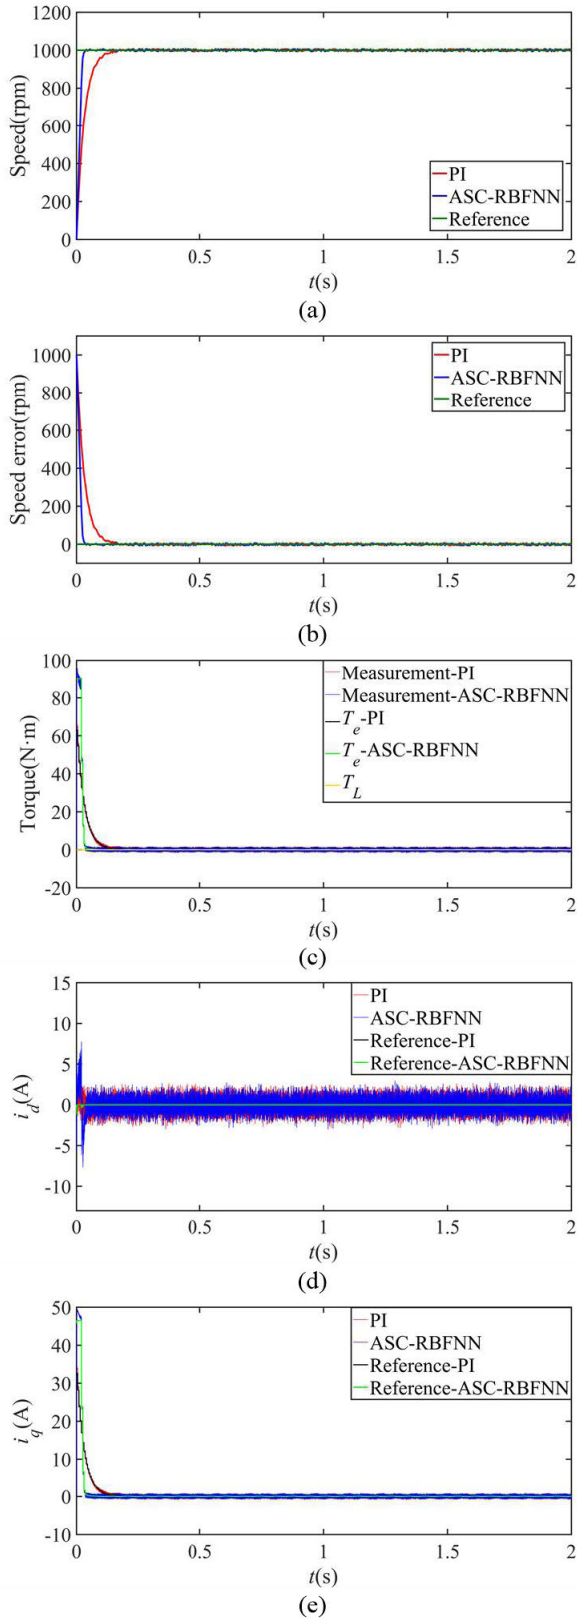 1200
1000
800
600
400
200
0
Speed(rpm)
PI
ASC-RBFNN
Reference
0 0.5 1 1.5 2
t(s)
(a)
1000
800
600
400
200
0
Speed error(rpm)
PI
ASC-RBFNN
Reference
0 0.5 1 1.5 2
t(s)
(b)
100
80
60
40
20
0
-20
Torque(N·m)
Measurement-PI
Measurement-ASC-RBFNN
T_e-PI
T_e-ASC-RBFNN
T_L
0 0.5 1 1.5 2
t(s)
(c)
15
10
5
0
-5
-10
i_d(A)
PI
ASC-RBFNN
Reference-PI
Reference-ASC-RBFNN
0 0.5 1 1.5 2
t(s)
(d)
50
40
30
20
10
0
-10
i_q(A)
PI
ASC-RBFNN
Reference-PI
Reference-ASC-RBFNN
0 0.5 1 1.5 2
t(s)
(e)